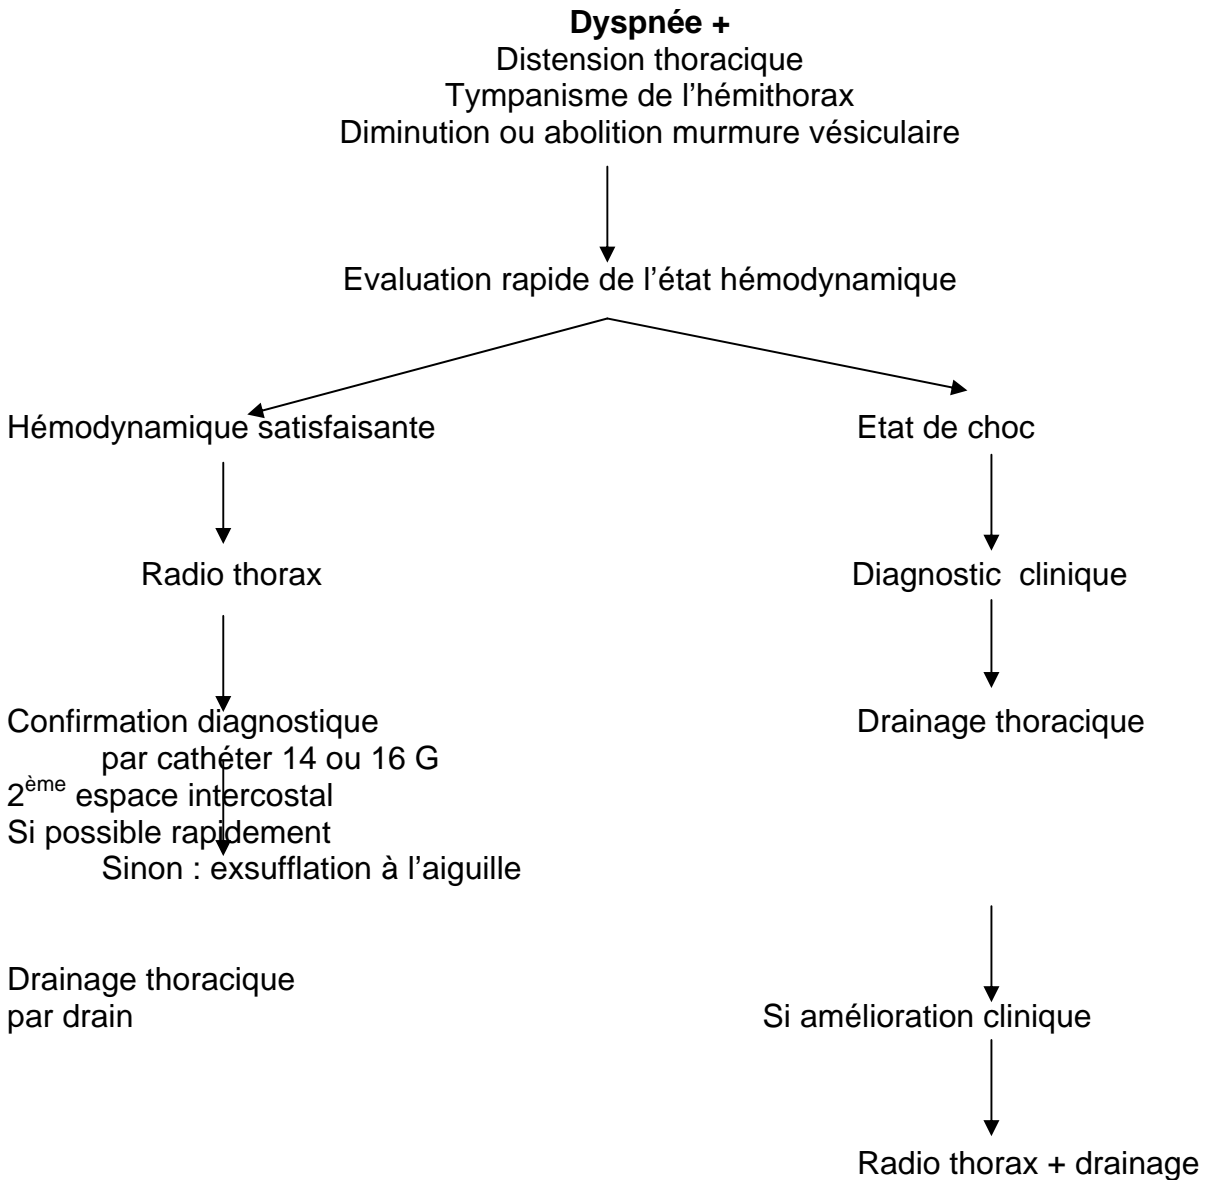 Dyspnée +
Distension thoracique
Tympanisme de l'hémithorax
Diminution ou abolition murmure vésiculaire
Evaluation rapide de l'état hémodynamique
Hémodynamique satisfaisante
Etat de choc
Radio thorax
Diagnostic clinique
Confirmation diagnostique
Drainage thoracique
par cathéter 14 ou 16 G
2ème espace intercostal
Si possible rapidement
Sinon : exsufflation à l'aiguille
Drainage thoracique
par drain
Si amélioration clinique
Radio thorax + drainage